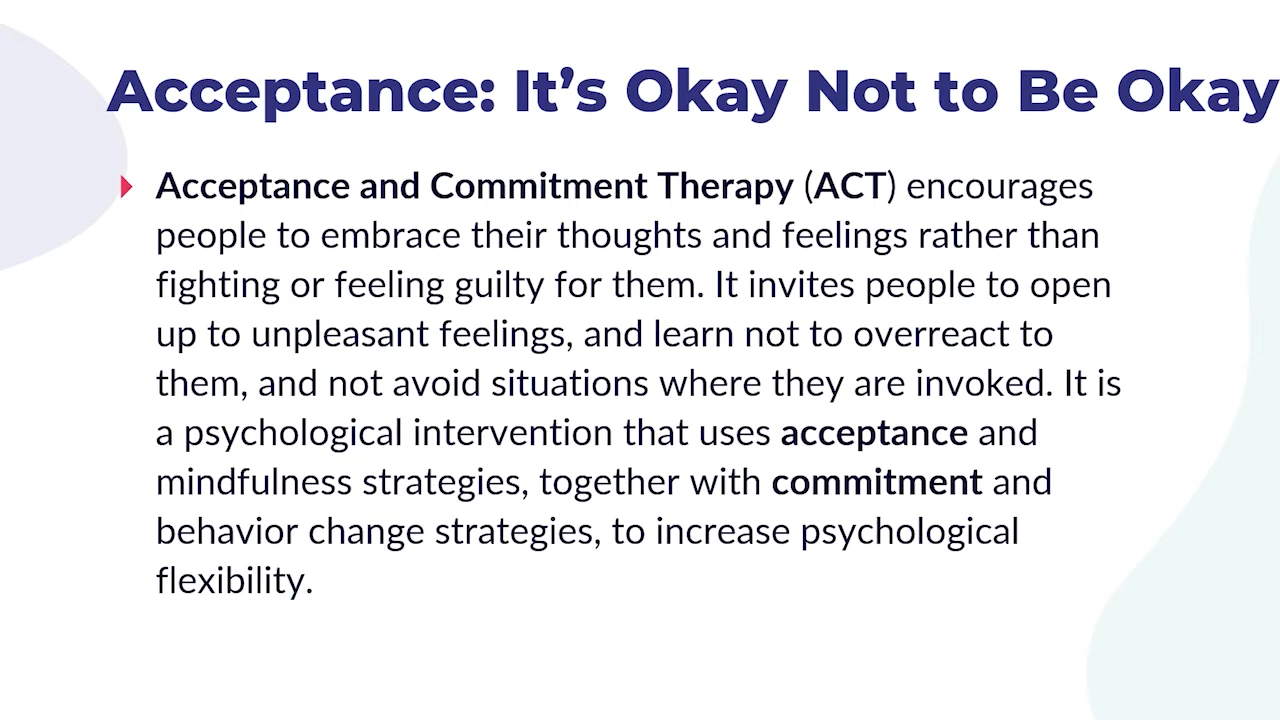 Acceptance: It’s Okay Not to Be Okay
Acceptance and Commitment Therapy (ACT) encourages
people to embrace their thoughts and feelings rather than
fighting or feeling guilty for them. It invites people to open
up to unpleasant feelings, and learn not to overreact to
them, and not avoid situations where they are invoked. It is
a psychological intervention that uses acceptance and
mindfulness strategies, together with commitment and
behavior change strategies, to increase psychological
flexibility.